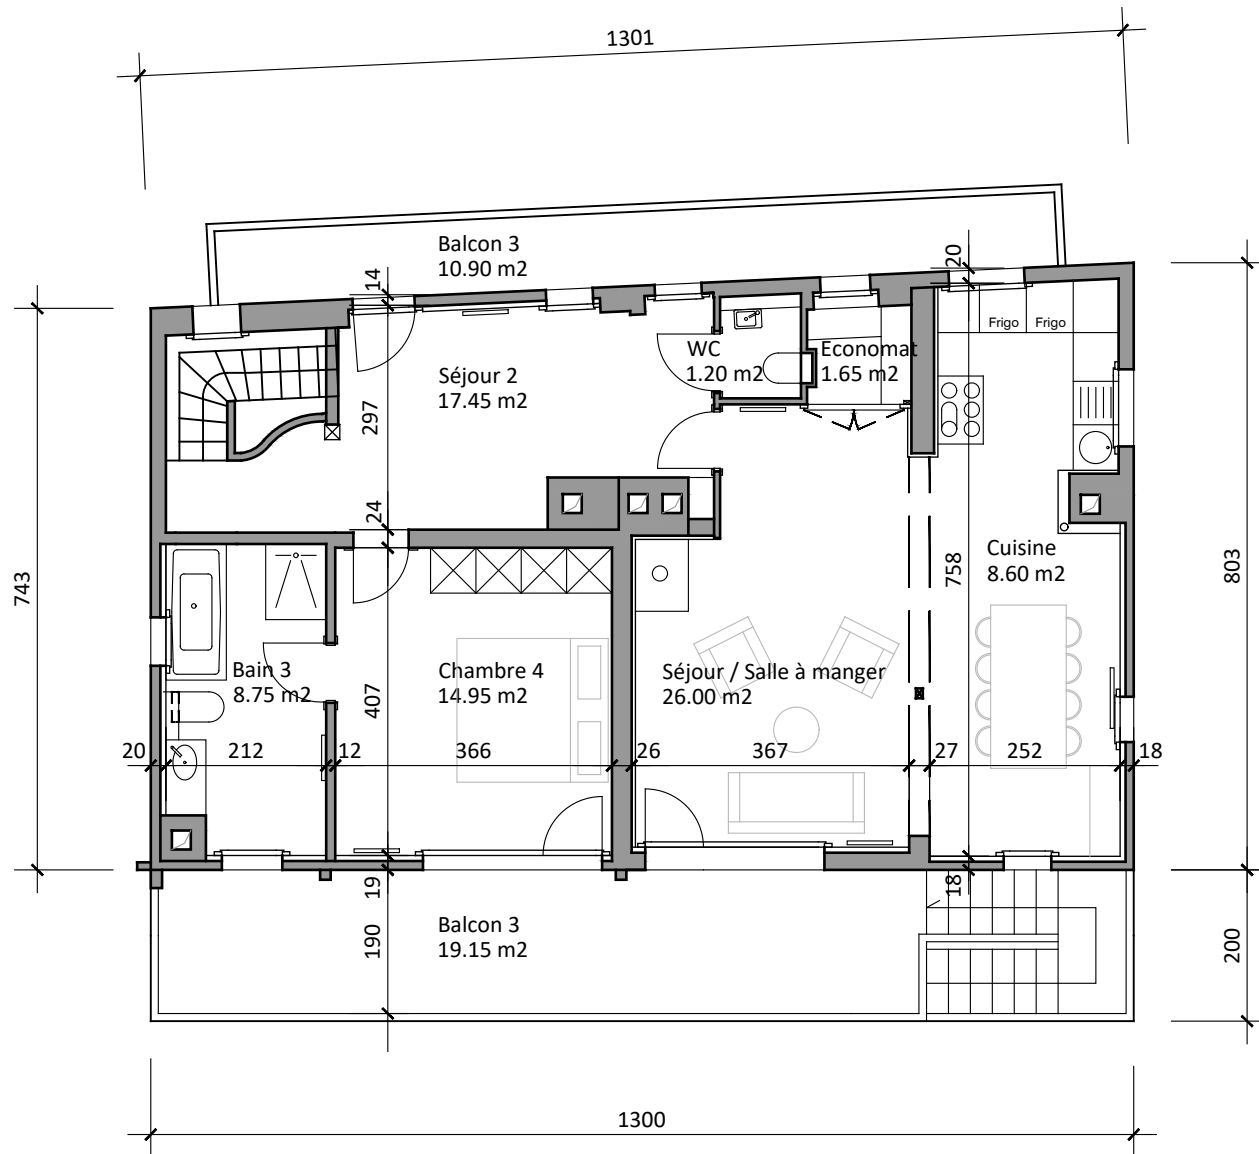 1301
Balcon 3
10.90 m2
14
20
Frigo
Frigo
WC
1.20 m2
Economat
1.65 m2
Séjour 2
17.45 m2
297
24
743
758
803
Cuisine
8.60 m2
Bain 3
8.75 m2
Chambre 4
14.95 m2
Séjour / Salle à manger
26.00 m2
407
20
212
12
366
26
367
27
252
18
19
18
Balcon 3
19.15 m2
190
200
1300